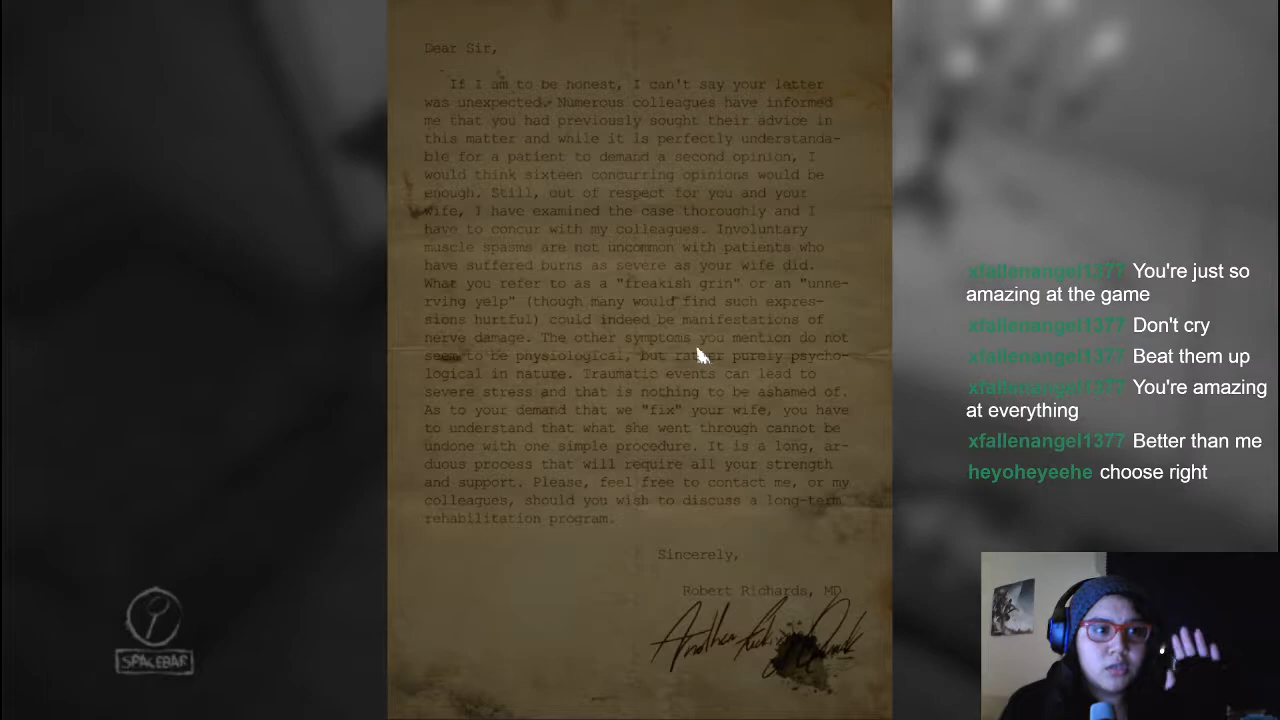 Dear Sir,
If I am to be honest, I can't say your letter
was unexpected. Numerous colleagues have informed
me that you had previously sought their advice in
this matter and while it is perfectly understanda-
ble for a patient to demand a second opinion, I
would think sixteen concurring opinions would be
enough. Still, out of respect for you and your
wife, I have examined the case thoroughly and I
have to concur with my colleagues. Involuntary
muscle spasms are not uncommon with patients who
have suffered burns as severe as your wife did.
What you refer to as a "freakish grin" or an "unne-
rving yelp" (though many would find such expres-
sions hurtful) could indeed be manifestations of
nerve damage. The other symptoms you mention do not
seem to be physiological, but rather purely psycho-
logical in nature. Traumatic events can lead to
severe stress and that is nothing to be ashamed of.
As to your demand that we "fix" your wife, you have
to understand that what she went through cannot be
undone with one simple procedure. It is a long, ar-
duous process that will require all your strength
and support. Please, feel free to contact me, or my
colleagues, should you wish to discuss a long-term
rehabilitation program.
Sincerely,
Robert Richards, MD
Another
SPACEBAR
xfallenangel1377 You're just so
amazing at the game
xfallenangel1377 Don't cry
xfallenangel1377 Beat them up
xfallenangel1377 You're amazing
at everything
xfallenangel1377 Better than me
heyoheyeehe choose right